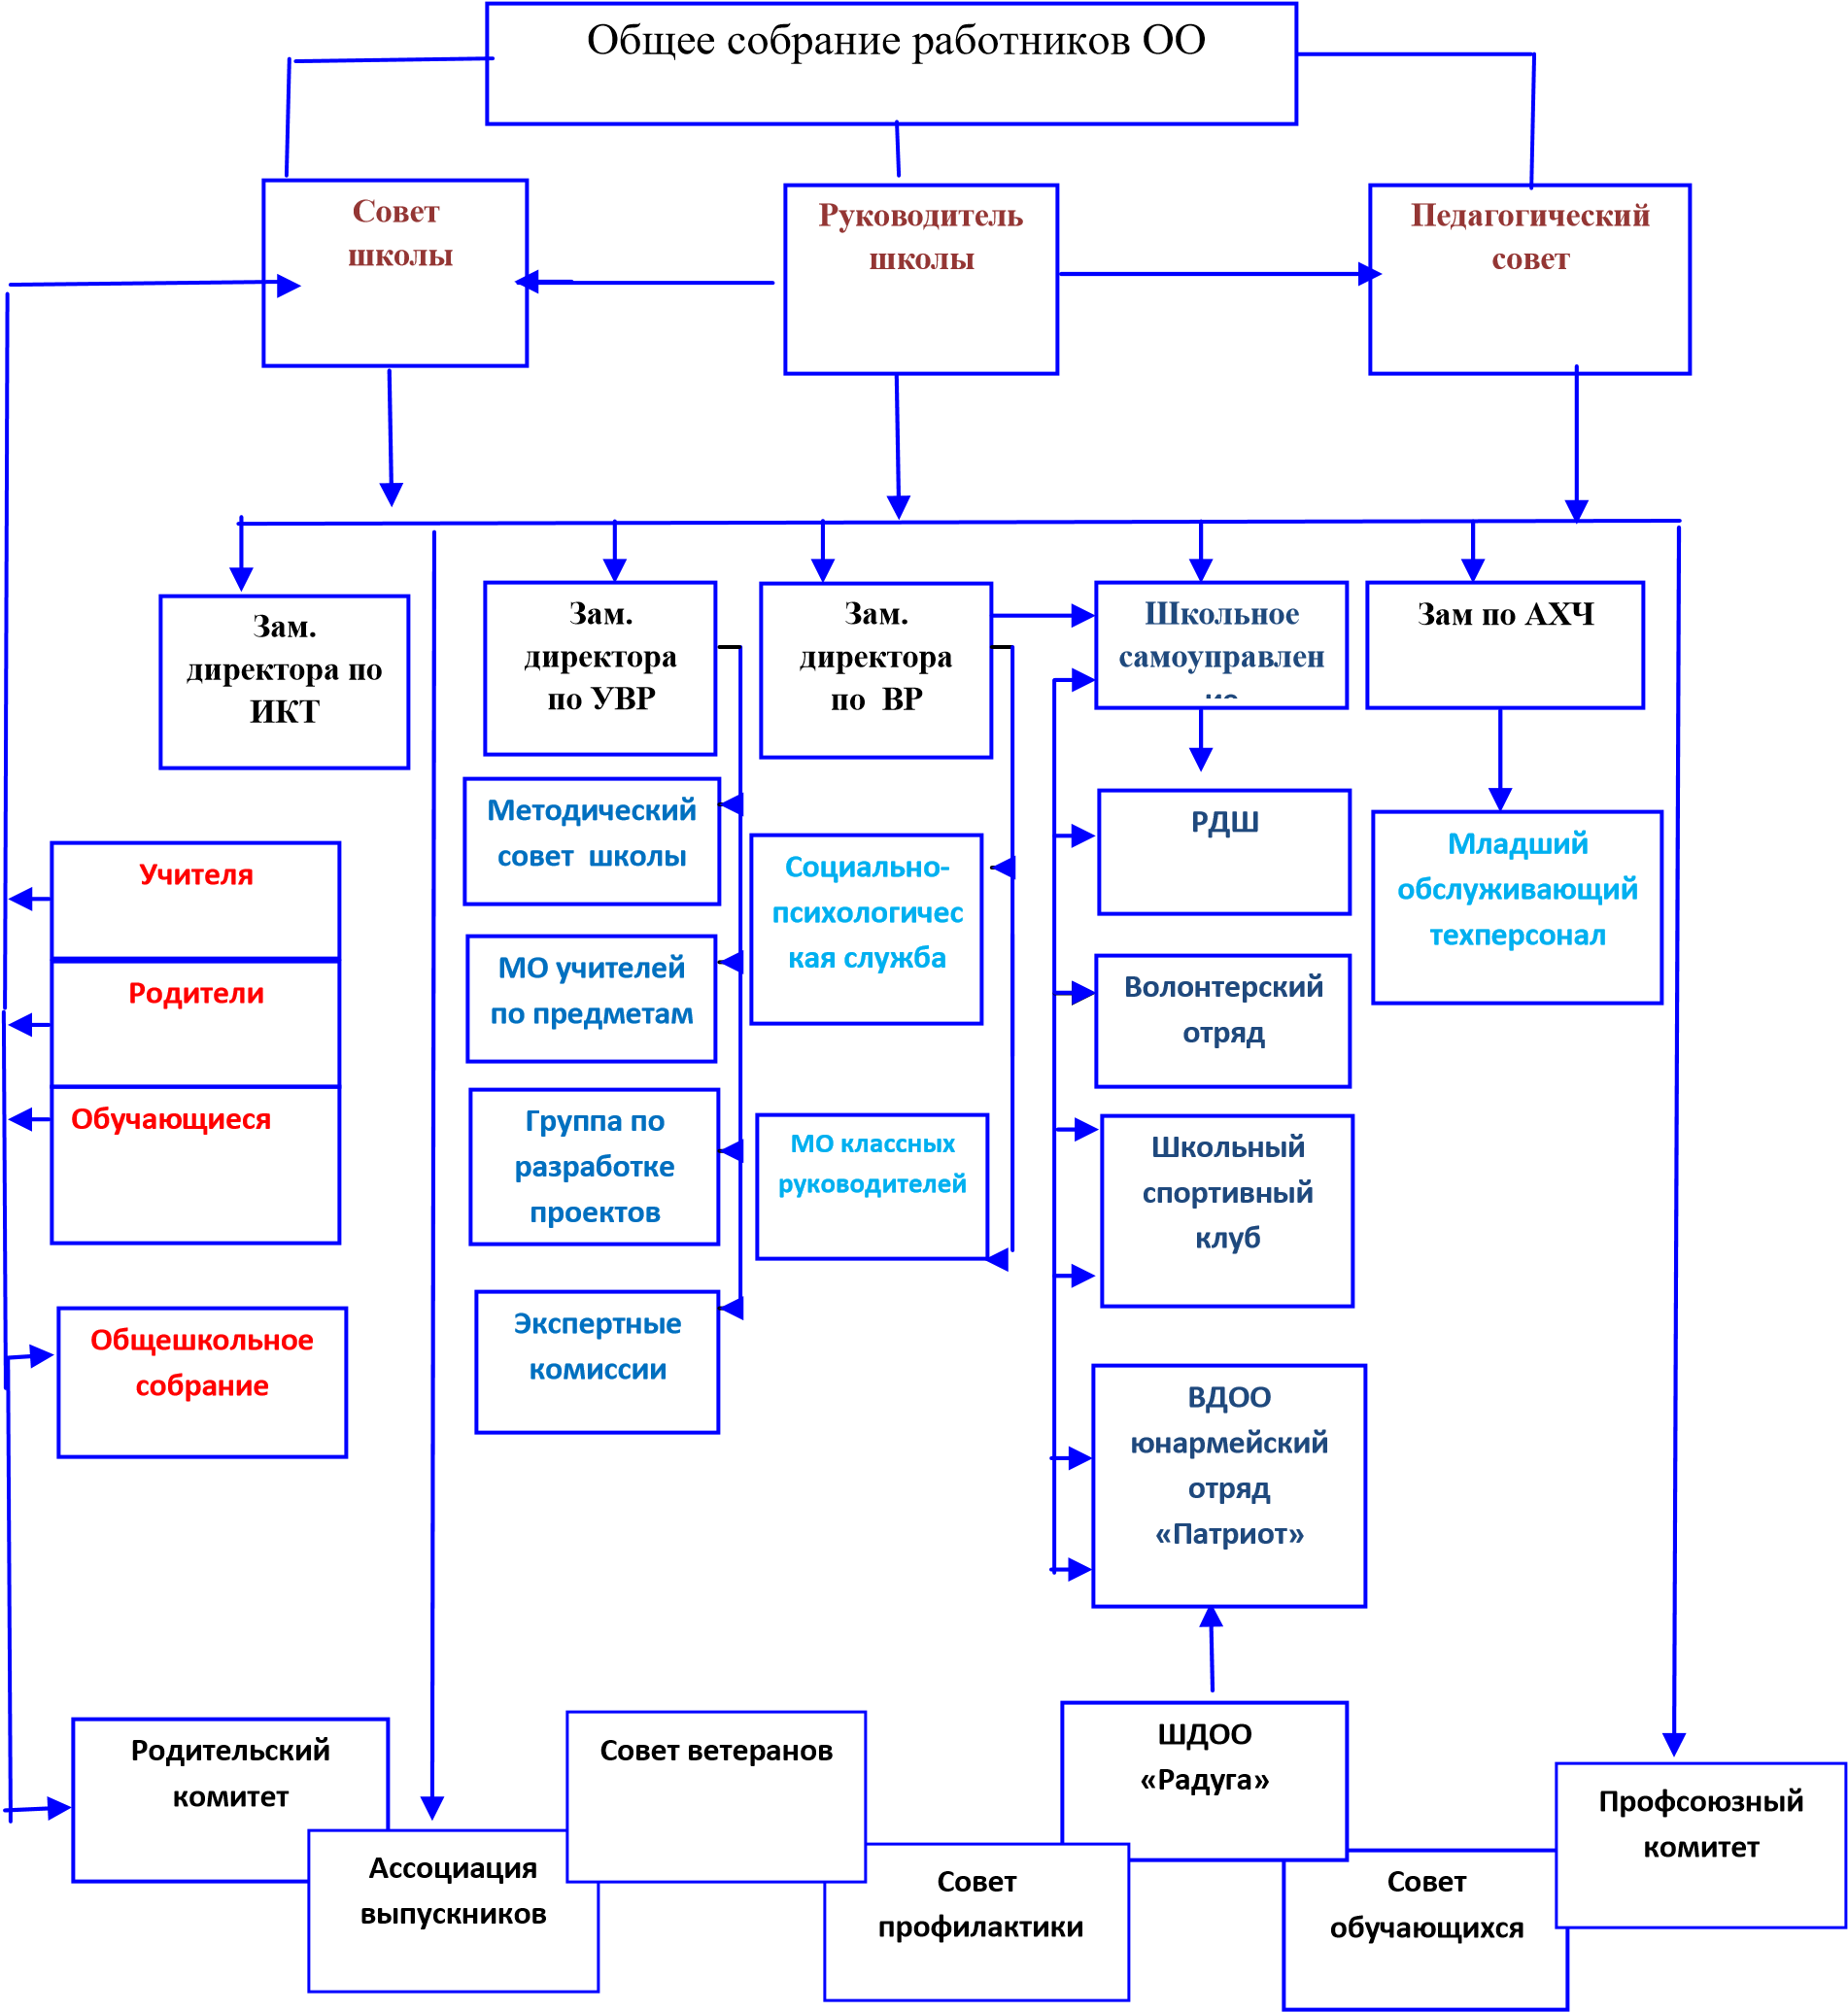 Общее собрание работников ОО
Совет
школы
Руководитель
школы
Педагогический
совет
Зам.
директора по
ИКТ
Зам.
директора
по УВР
Зам.
директора
по ВР
Школьное
самоуправлен
Зам по АХЧ
Методический
совет школы
МО учителей
по предметам
Группа по
разработке
проектов
Экспертные
комиссии
Социально-
психологичес
кая служба
МО классных
руководителей
РДШ
Волонтерский
отряд
Школьный
спортивный
клуб
ВДОО
юнармейский
отряд
«Патриот»
Младший
обслуживающий
техперсонал
Учителя
Родители
Обучающиеся
Общешкольное
собрание
Родительский
комитет
Ассоциация
выпускников
Совет ветеранов
Совет
профилактики
ШДОО
«Радуга»
Совет
обучающихся
Профсоюзный
комитет